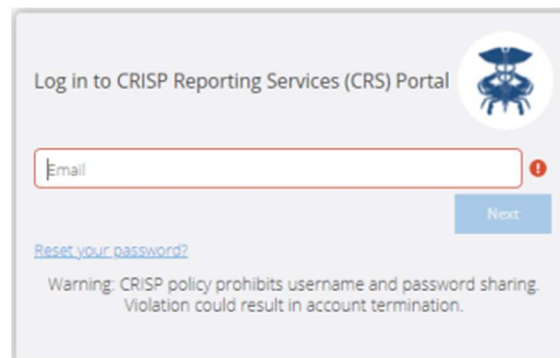 Log in to CRISP Reporting Services (CRS) Portal
Email
Next
Reset your password?
Warning: CRISP policy prohibits username and password sharing.
Violation could result in account termination.